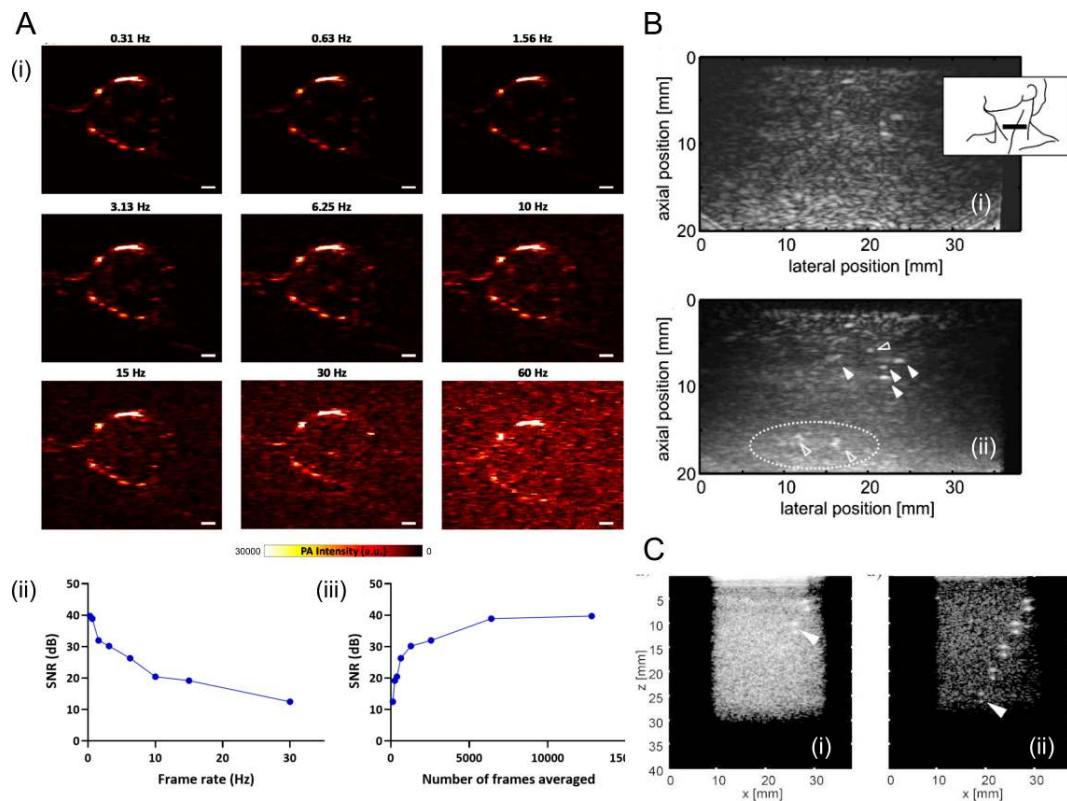 A
(i)
0.31 Hz
0.63 Hz
1.56 Hz
3.13 Hz
6.25 Hz
10 Hz
15 Hz
30 Hz
60 Hz
30000
PA Intensity (a.u.)
0
(ii)
50
40
30
20
10
0
SNR (dB)
0
10
20
30
Frame rate (Hz)
(iii)
50
40
30
20
10
0
SNR (dB)
0
5000
10000
150
Number of frames averaged
B
0
10
20
axial position [mm]
(i)
0
10
20
30
lateral position [mm]
0
10
20
axial position [mm]
(ii)
0
10
20
30
lateral position [mm]
C
5
10
15
20
25
30
35
40
z [mm]
(i)
0
10
20
30
x [mm]
(ii)
0
10
20
30
x [mm]